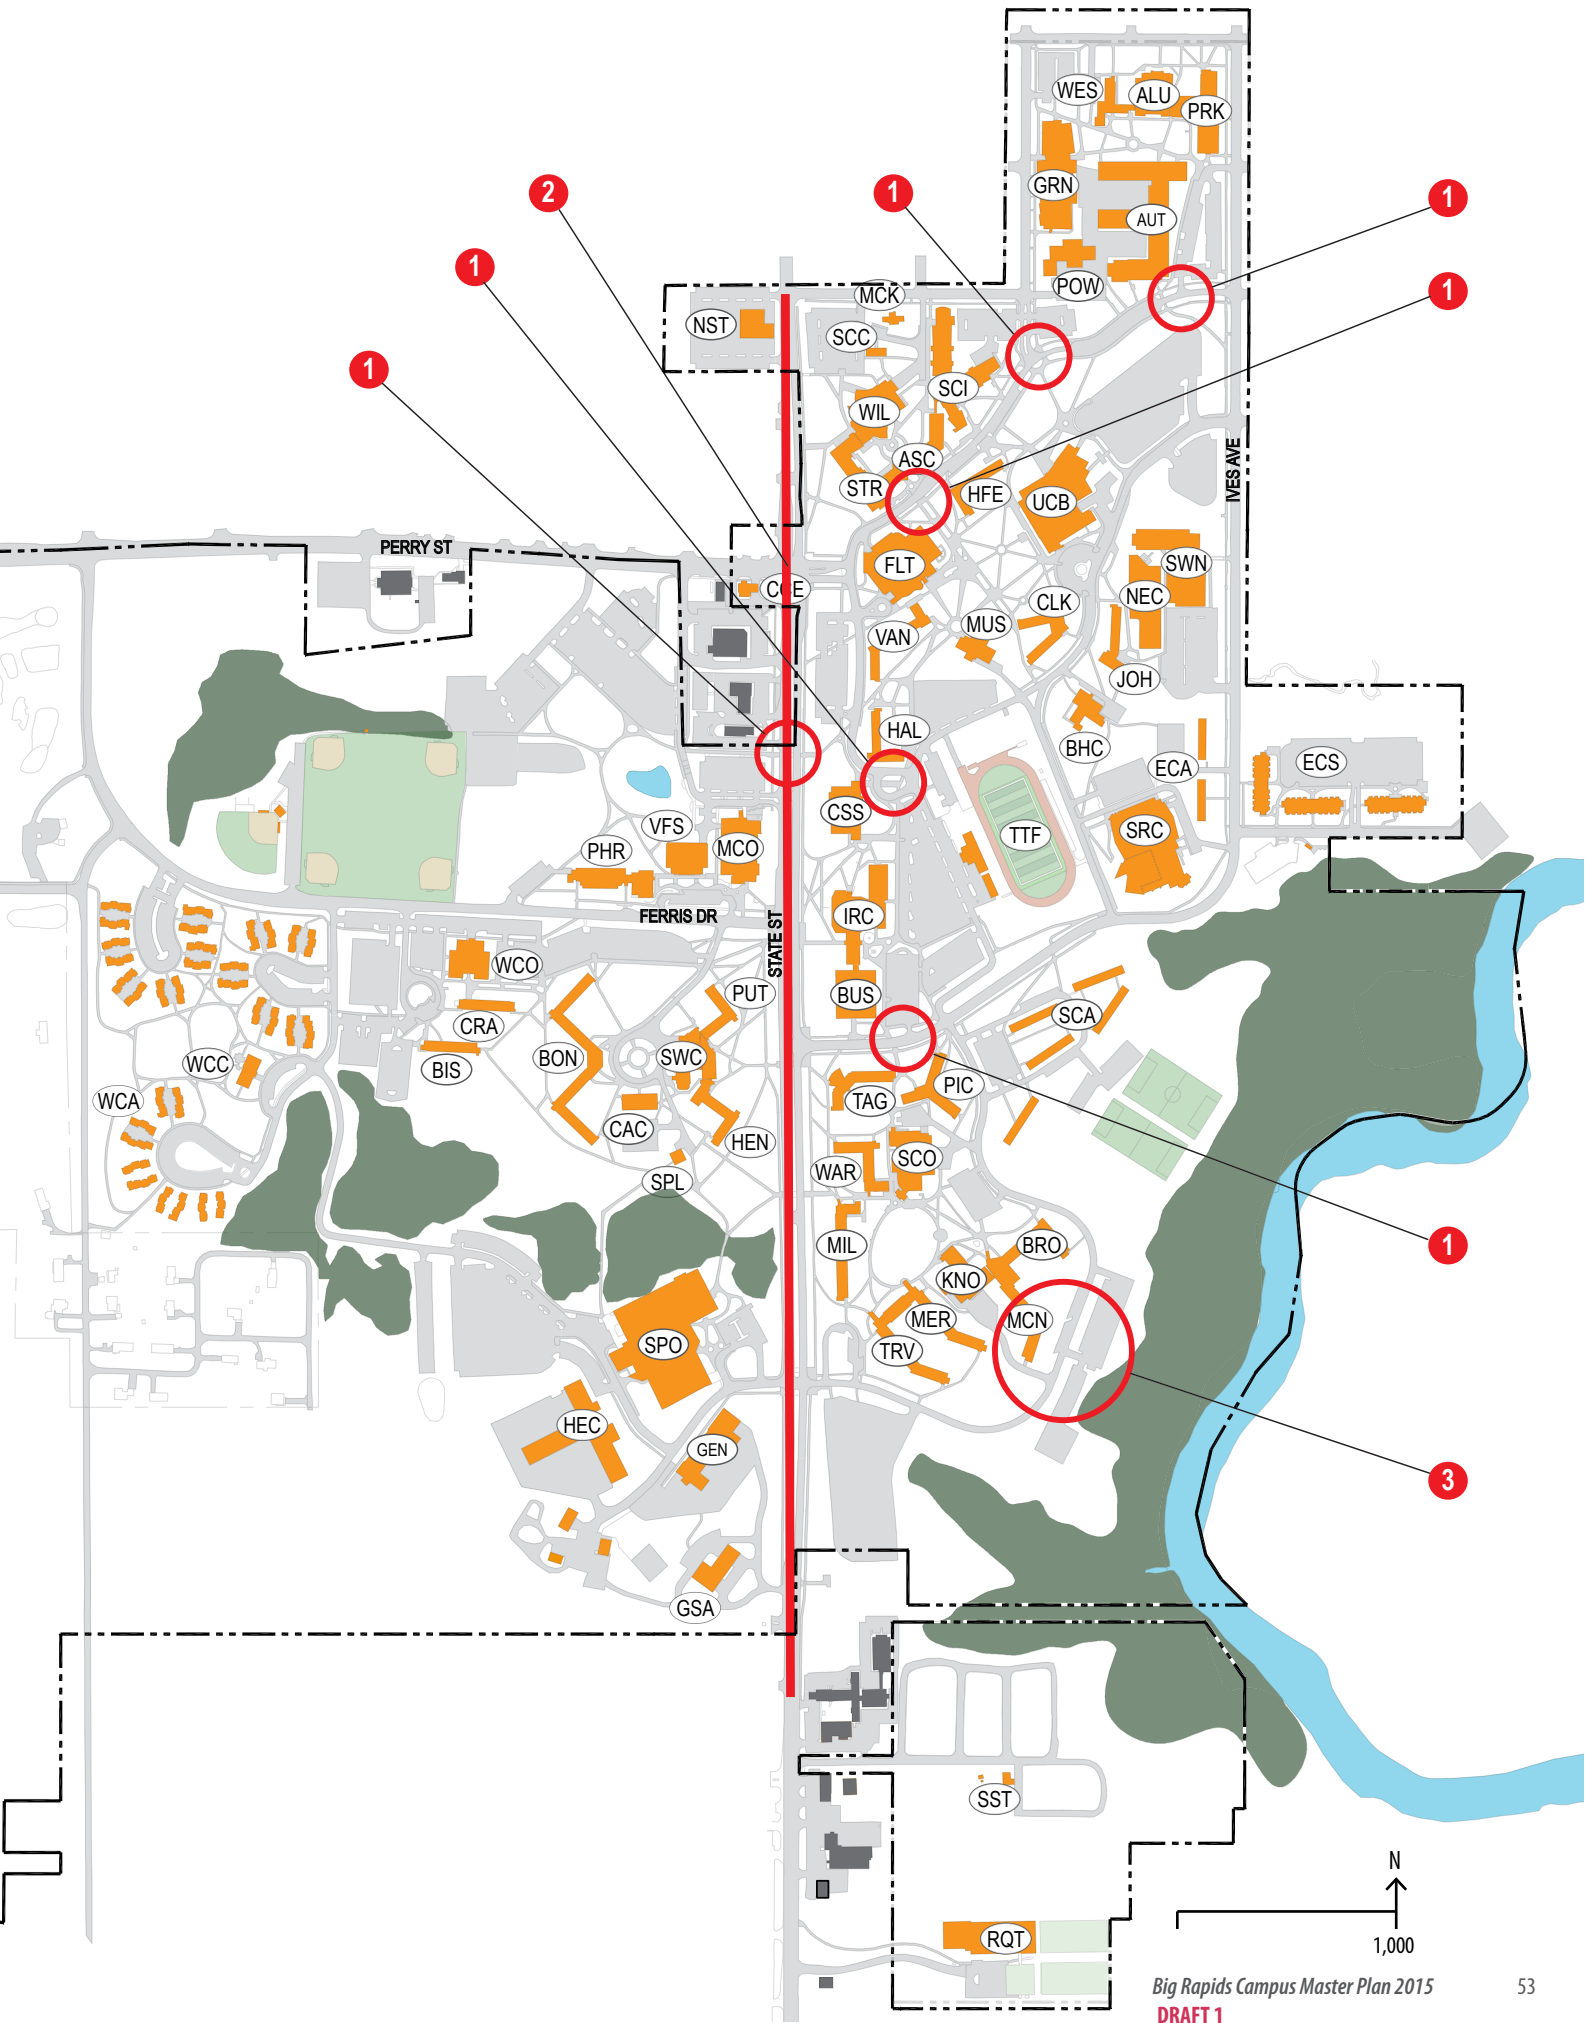 WES
ALU
PRK
GRN
AUT
2
1
1
1
1
1
POW
MCK
NST
SCC
SCI
WIL
ASC
STR
HFE
UCB
IVES AVE
PERRY ST
FLT
SWN
CCE
NEC
CLK
VAN
MUS
JOH
HAL
BHC
ECA
ECS
CSS
VFS
MCO
PHR
TTF
SRC
IRC
FERRIS DR
STATE ST
WCO
PUT
BUS
CRA
SCA
BON
SWC
WCC
BIS
PIC
WCA
TAG
CAC
HEN
WAR
SCO
SPL
MIL
BRO
1
KNO
MCN
MER
TRV
SPO
HEC
GEN
3
GSA
SST
N
RQT
1,000
Big Rapids Campus Master Plan 2015 53
DRAFT 1